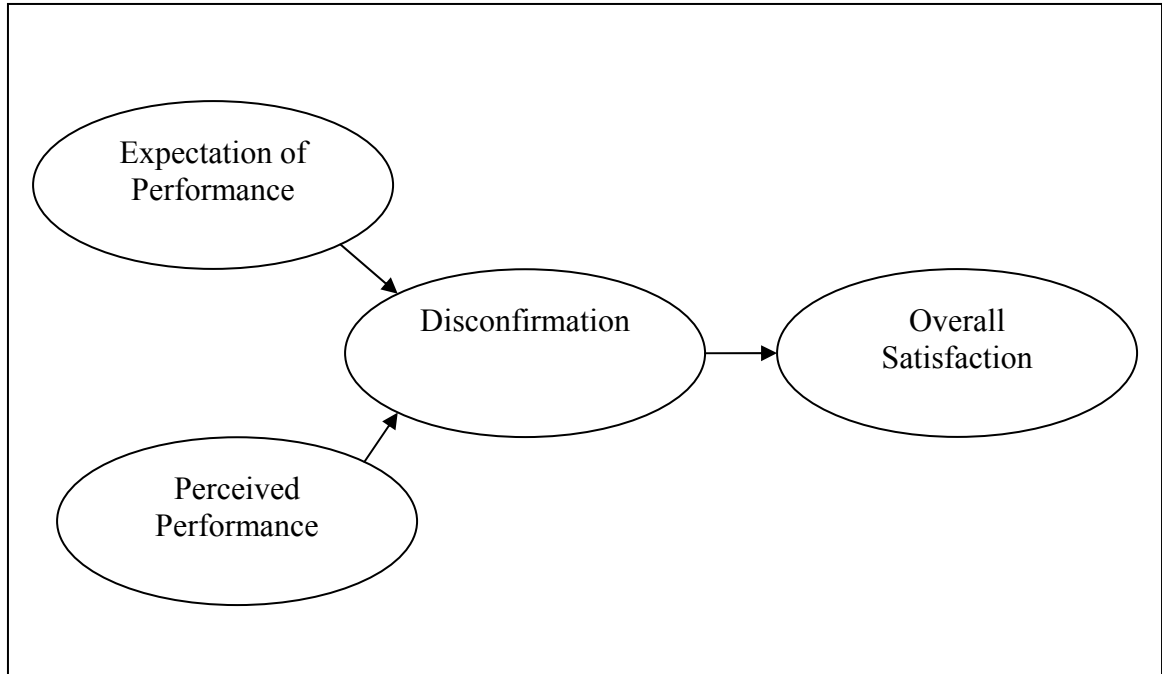 Expectation of
Performance
Disconfirmation
Overall
Satisfaction
Perceived
Performance